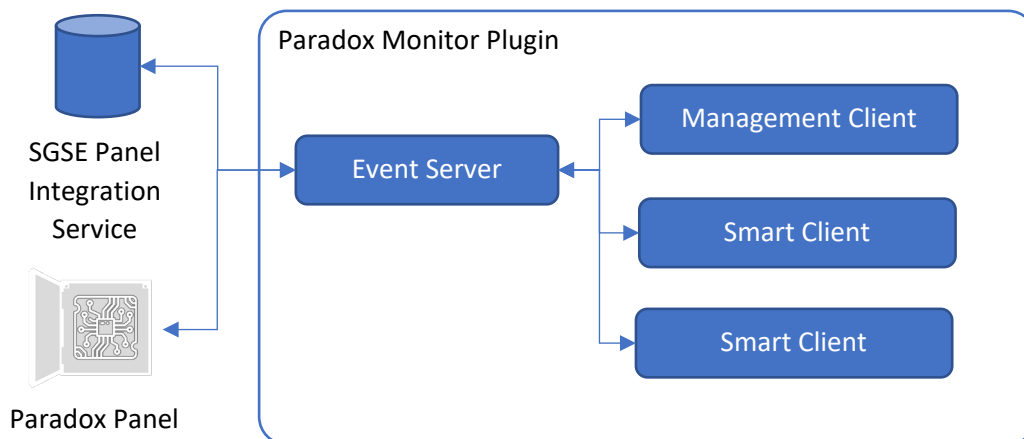 Paradox Monitor Plugin
SGSE Panel
Integration
Service
Paradox Panel
Event Server
Management Client
Smart Client
Smart Client